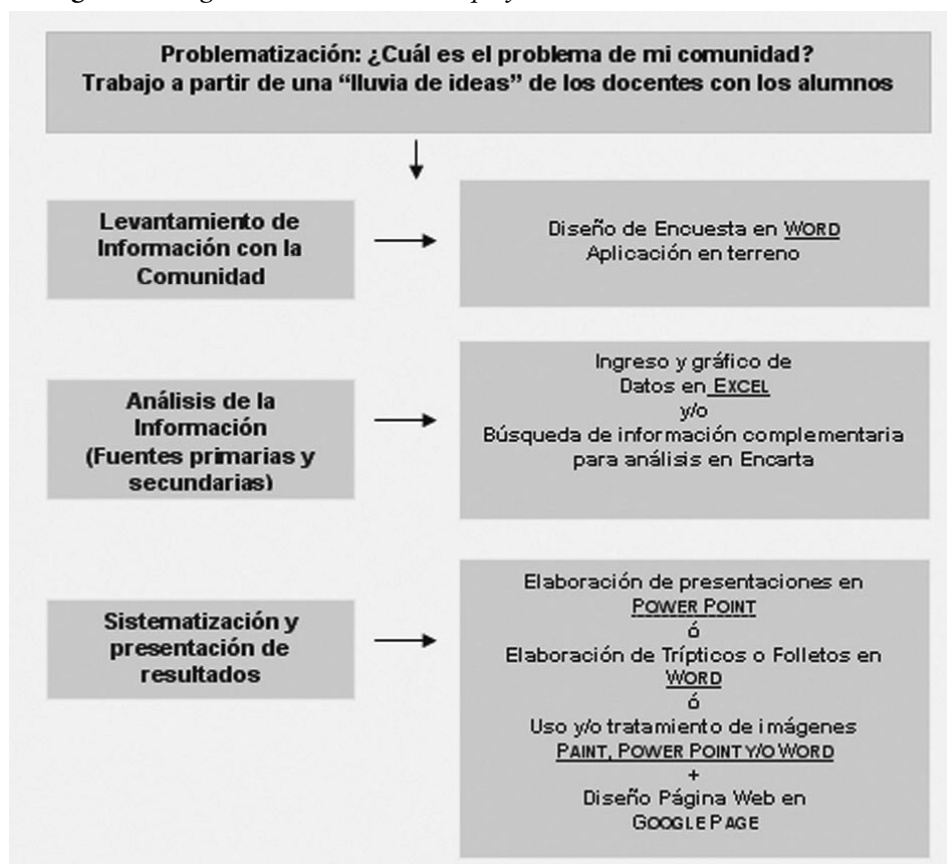 Problematización: ¿Cuál es el problema de mi comunidad?
Trabajo a partir de una “lluvia de ideas” de los docentes con los alumnos
Levantamiento de
Información con la
Comunidad
Diseño de Encuesta en WORD
Aplicación en terreno
Análisis de la
Información
(Fuentes primarias y
secundarias)
Ingreso y gráfico de
Datos en EXCEL
y/o
Búsqueda de información complementaria
para análisis en Encarta
Sistematización y
presentación de
resultados
Elaboración de presentaciones en
POWER POINT
ó
Elaboración de Trípticos o Folletos en
WORD
ó
Uso y/o tratamiento de imágenes
PAINT, POWER POINT Y/O WORD
+
Diseño Página Web en
GOOGLE PAGE